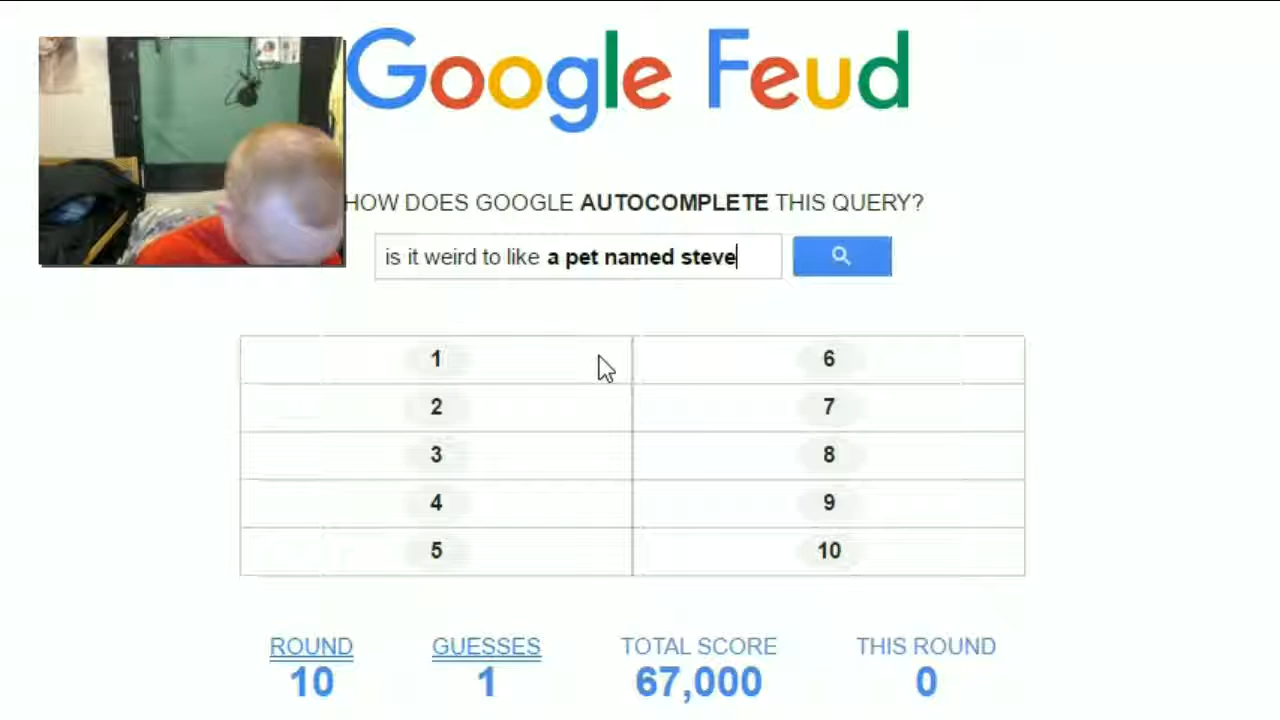 Google Feud
HOW DOES GOOGLE AUTOCOMPLETE THIS QUERY?
is it weird to like a pet named steve
1 6
2 7
3 8
4 9
5 10
ROUND GUESSES TOTAL SCORE THIS ROUND
10 1 67,000 0